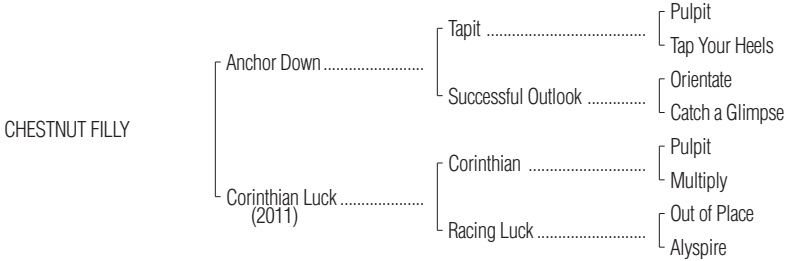 Pulpit
Tapit ....................................
Tap Your Heels
Anchor Down.......................
Orientate
Successful Outlook .............
Catch a Glimpse
CHESTNUT FILLY
Pulpit
Corinthian ..........................
Multiply
Corinthian Luck ...................
(2011)
Out of Place
Racing Luck ........................
Alyspire